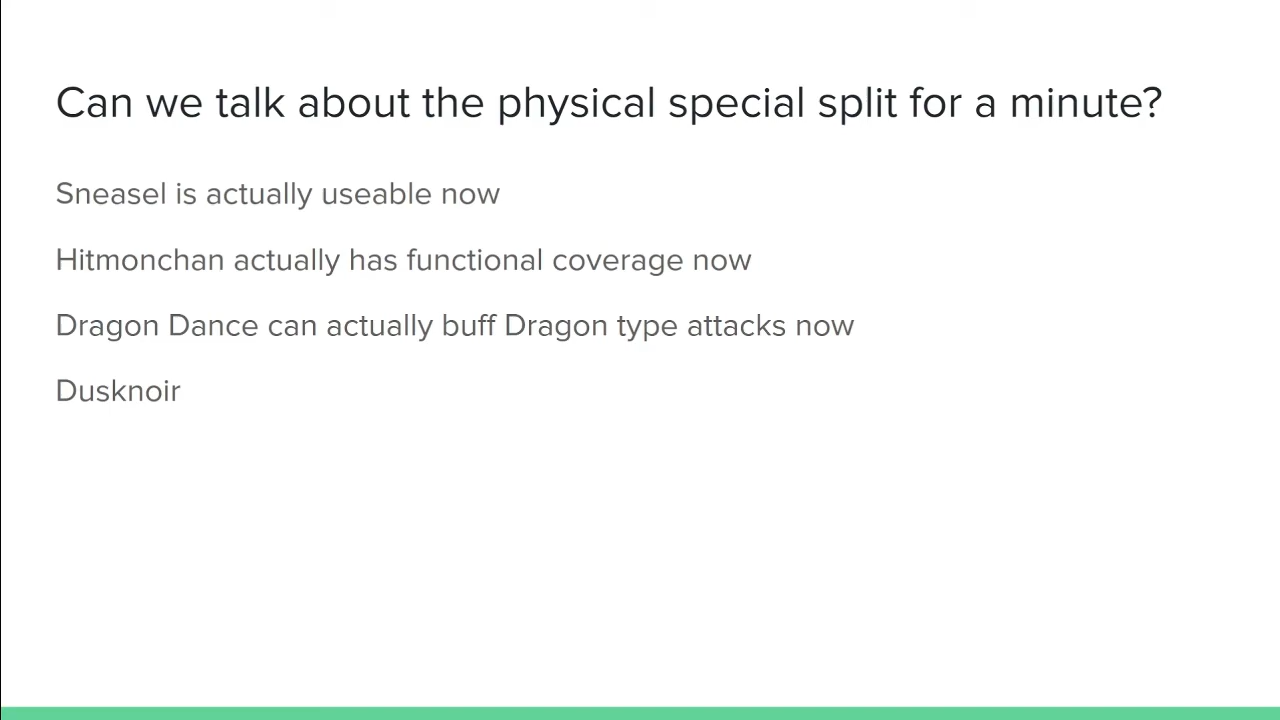 Can we talk about the physical special split for a minute?
Sneasel is actually useable now
Hitmonchan actually has functional coverage now
Dragon Dance can actually buff Dragon type attacks now
Dusknoir